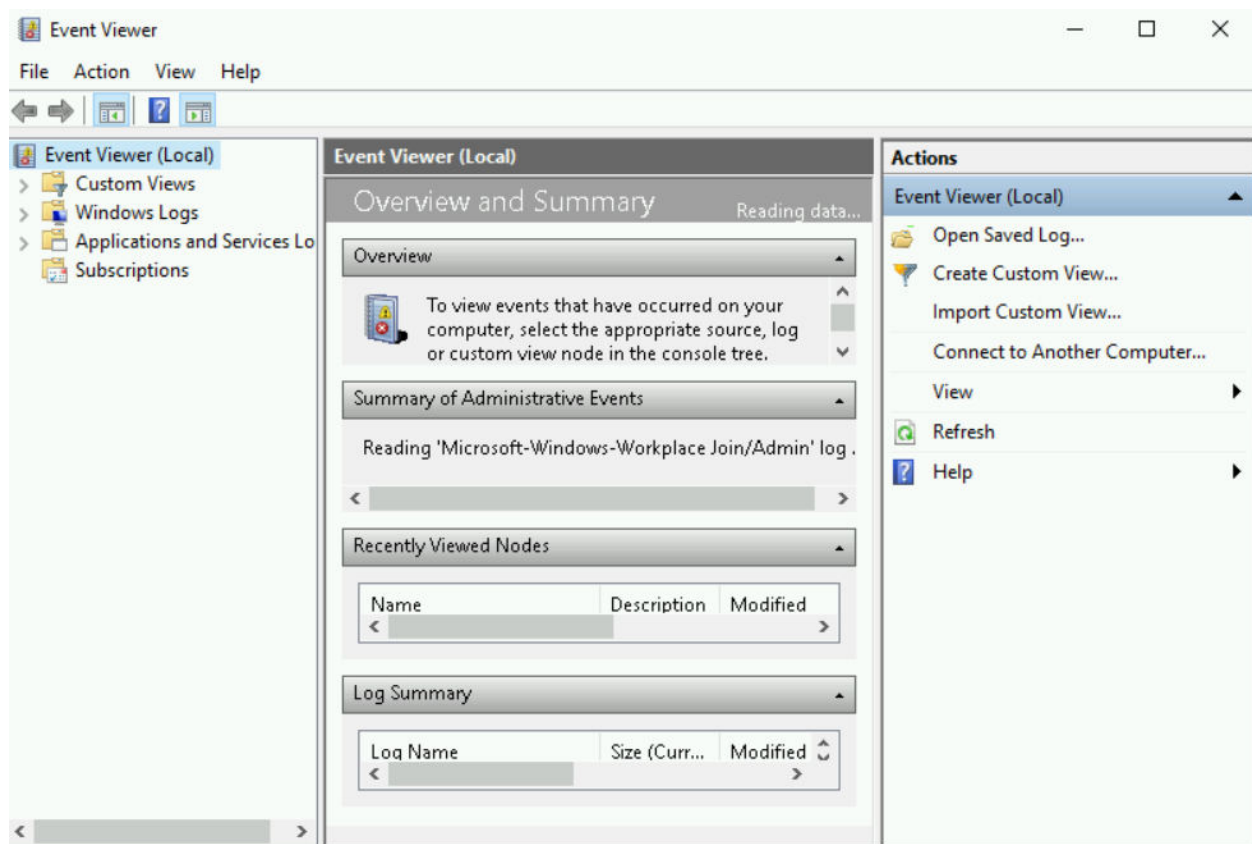 Event Viewer
File Action View Help
Event Viewer (Local)
Custom Views
Windows Logs
Applications and Services Lo
Subscriptions
Event Viewer (Local)
Overview and Summary
Reading data...
Overview
To view events that have occurred on your
computer, select the appropriate source, log
or custom view node in the console tree.
Summary of Administrative Events
Reading 'Microsoft-Windows-Workplace Join/Admin' log .
Recently Viewed Nodes
Name Description Modified
Log Summary
Log Name Size (Curr... Modified
Actions
Event Viewer (Local)
Open Saved Log...
Create Custom View...
Import Custom View...
Connect to Another Computer...
View
Refresh
Help